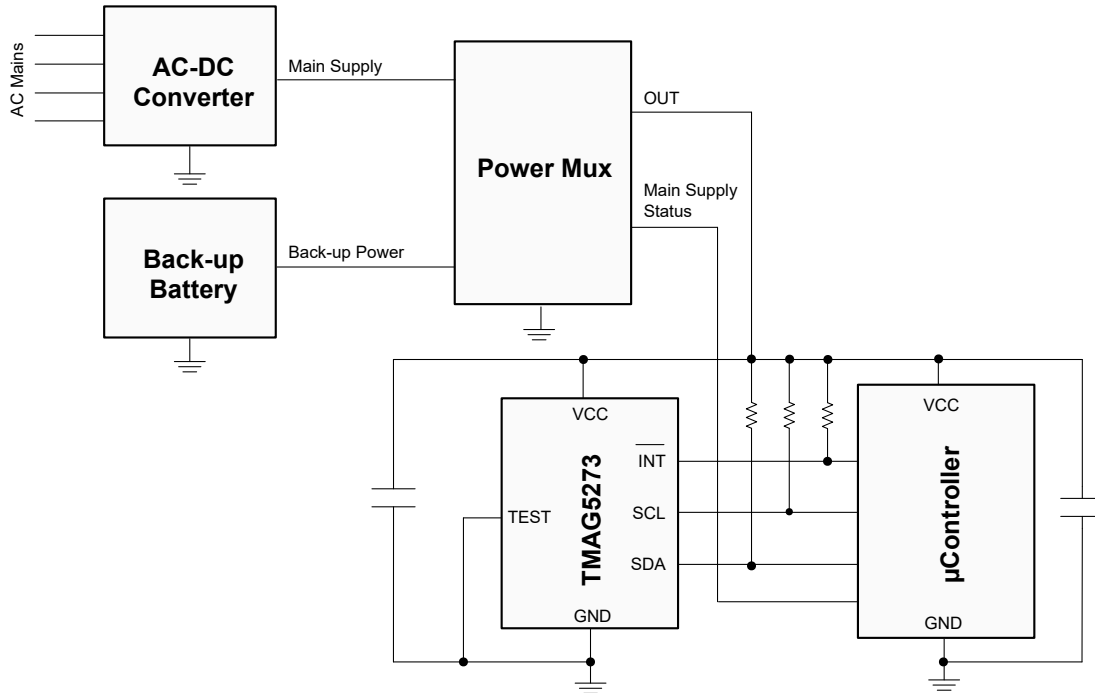 AC Mains
AC-DC
Converter
Main Supply
Back-up
Battery
Back-up Power
Power Mux
OUT
Main Supply
Status
VCC
INT
TEST
SCL
SDA
TMAG5273
GND
VCC
µController
GND